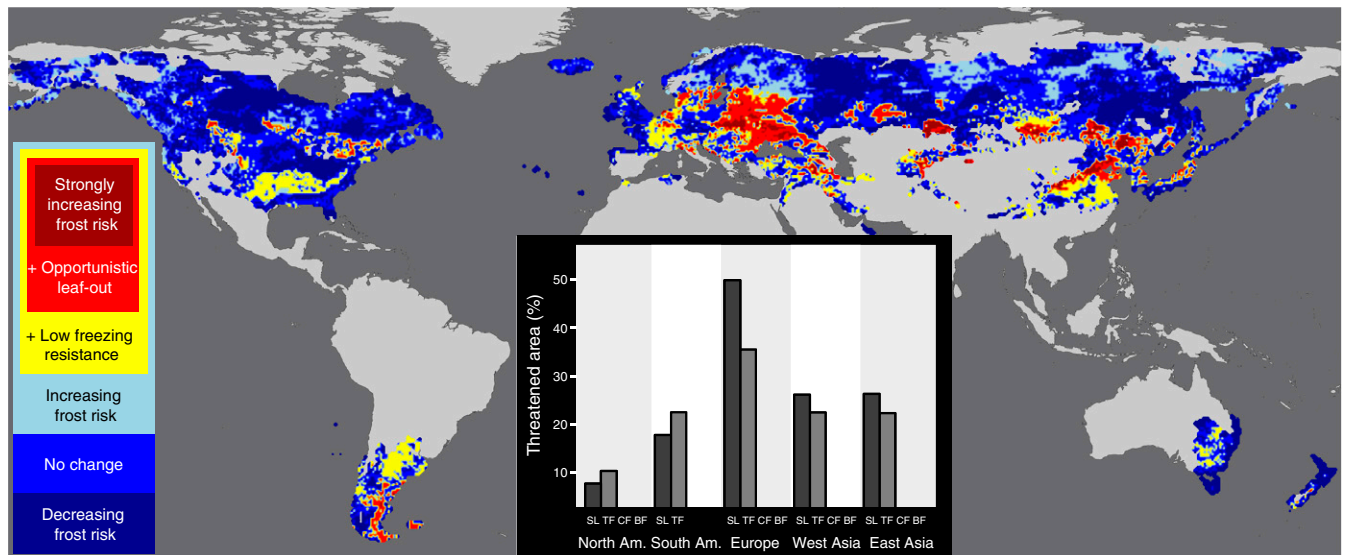 Strongly
increasing
frost risk
+ Opportunistic
leaf-out
+ Low freezing
resistance
Increasing
frost risk
No change
Decreasing
frost risk
Threatened area (%)
50
40
30
20
10
SL TF CF BF SL TF SL TF CF BF SL TF CF BF SL TF CF BF
North Am. South Am. Europe West Asia East Asia